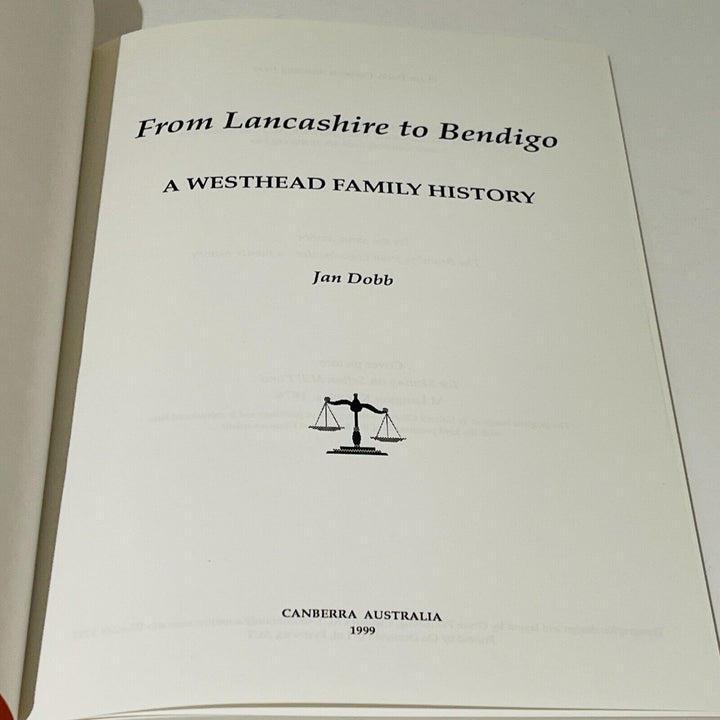 From Lancashire to Bendigo
A WESTHEAD FAMILY HISTORY
Jan Dobb
CANBERRA AUSTRALIA
1999